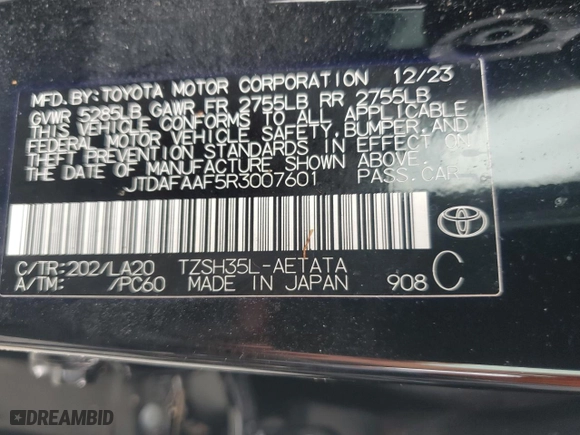 MFD.BY:TOYOTA MOTOR CORPORATION 12/23
GVWR 5285LB GAWR FR 2755LB RR 2755LB
THIS VEHICLE CONFORMS TO ALL APPLICABLE
FEDERAL MOTOR VEHICLE SAFETY,BUMPER,AND
THEFT PREVENTION STANDARDS IN EFFECT ON
THE DATE OF MANUFACTURE SHOWN ABOVE.
JTDAFAAF5R3007601 PASS.CAR
C/TR:202/LA20 TZSH35L-AETATA
A/TM: /PC60 MADE IN JAPAN 908 C
DREAMBID